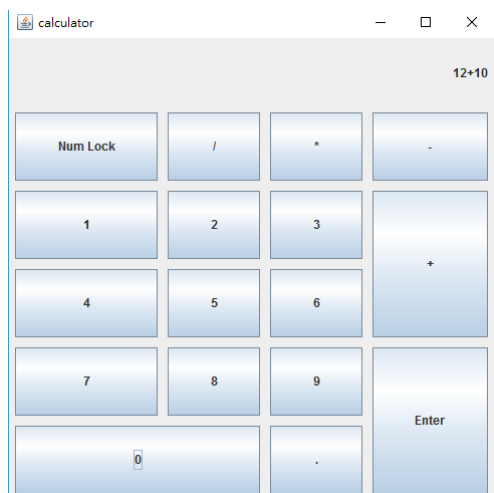 calculator
12+10
Num Lock / * -
1 2 3 +
4 5 6
7 8 9 Enter
0 .